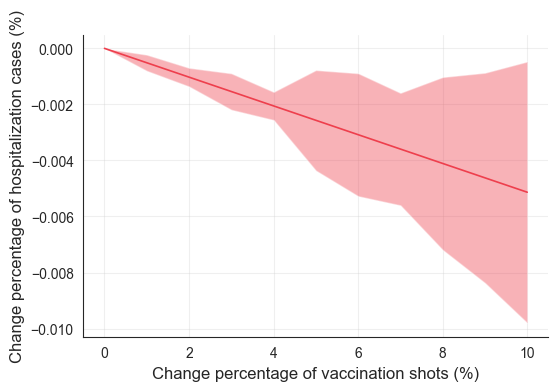 Change percentage of hospitalization cases (%)
0.000
−0.002
−0.004
−0.006
−0.008
−0.010
0 2 4 6 8 10
Change percentage of vaccination shots (%)